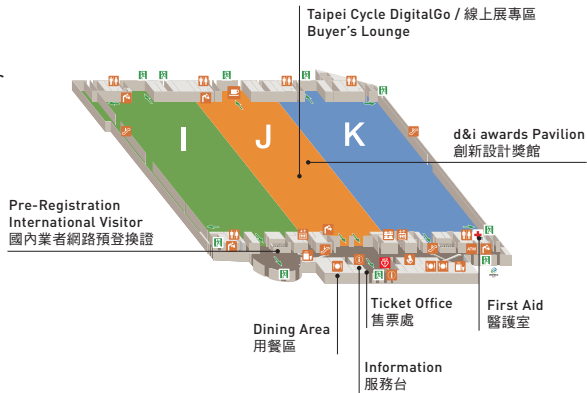 Taipei Cycle DigitalGo / 線上展專區
Buyer's Lounge
I
J
K
d&i awards Pavilion
創新設計獎館
Pre-Registration
International Visitor
國內業者網路預登換證
ATM
Ticket Office
售票處
First Aid
醫護室
Dining Area
用餐區
Information
服務台